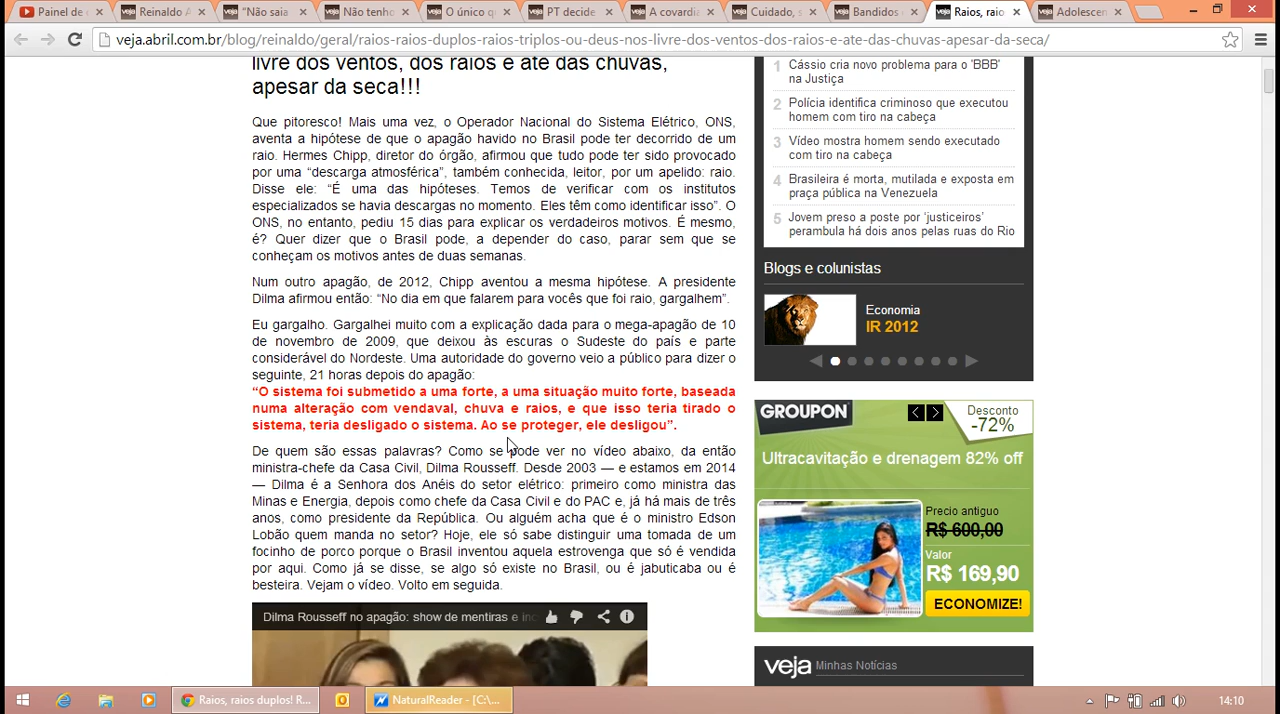 Painel de
Reinaldo A
“Não saia
Não tenho
O único q
PT decide
A covardia
Cuidado, s
Bandidos
Raios, raio
Adolescen
veja.abril.com.br/blog/reinaldo/geral/raios-raios-duplos-raios-triplos-ou-deus-nos-livre-dos-ventos-dos-raios-e-ate-das-chuvas-apesar-da-seca/
livre dos ventos, dos raios e até das chuvas,
apesar da seca!!!
Que pitoresco! Mais uma vez, o Operador Nacional do Sistema Elétrico, ONS,
aventa a hipótese de que o apagão havido no Brasil pode ter decorrido de um
raio. Hermes Chipp, diretor do órgão, afirmou que tudo pode ter sido provocado
por uma “descarga atmosférica”, também conhecida, leitor, por um apelido: raio.
Disse ele: “É uma das hipóteses. Temos de verificar com os institutos
especializados se havia descargas no momento. Eles têm como identificar isso”. O
ONS, no entanto, pediu 15 dias para explicar os verdadeiros motivos. É mesmo,
é? Quer dizer que o Brasil pode, a depender do caso, parar sem que se
conheçam os motivos antes de duas semanas.
Num outro apagão, de 2012, Chipp aventou a mesma hipótese. A presidente
Dilma afirmou então: “No dia em que falarem para vocês que foi raio, gargalhem”.
Eu gargalho. Gargalhei muito com a explicação dada para o mega-apagão de 10
de novembro de 2009, que deixou às escuras o Sudeste do país e parte
considerável do Nordeste. Uma autoridade do governo veio a público para dizer o
seguinte, 21 horas depois do apagão:
“O sistema foi submetido a uma forte, a uma situação muito forte, baseada
numa alteração com vendaval, chuva e raios, e que isso teria tirado o
sistema, teria desligado o sistema. Ao se proteger, ele desligou”.
De quem são essas palavras? Como se pode ver no vídeo abaixo, da então
ministra-chefe da Casa Civil, Dilma Rousseff. Desde 2003 — e estamos em 2014
— Dilma é a Senhora dos Anéis do setor elétrico: primeiro como ministra das
Minas e Energia, depois como chefe da Casa Civil e do PAC e, já há mais de três
anos, como presidente da República. Ou alguém acha que é o ministro Edson
Lobão quem manda no setor? Hoje, ele só sabe distinguir uma tomada de um
focinho de porco porque o Brasil inventou aquela estrovenga que só é vendida
por aqui. Como já se disse, se algo só existe no Brasil, ou é jabuticaba ou é
besteira. Vejam o vídeo. Volto em seguida.
Dilma Rousseff no apagão: show de mentiras e inc
1 Cássio cria novo problema para o 'BBB'
na Justiça
2 Polícia identifica criminoso que executou
homem com tiro na cabeça
3 Vídeo mostra homem sendo executado
com tiro na cabeça
4 Brasileira é morta, mutilada e exposta em
praça pública na Venezuela
5 Jovem preso a poste por 'justiceiros'
perambula há dois anos pelas ruas do Rio
Blogs e colunistas
Economia
IR 2012
GROUPON
Desconto
-72%
Ultracavitação e drenagem 82% off
Precio antiguo
R$ 600,00
Valor
R$ 169,90
ECONOMIZE!
veja Minhas Notícias
Raios, raios duplos! R...
NaturalReader - [C:\...
14:10